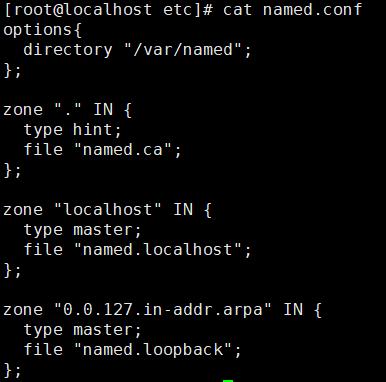 [root@localhost etc]# cat named.conf
options{
  directory "/var/named";
};

zone "." IN {
  type hint;
  file "named.ca";
};

zone "localhost" IN {
  type master;
  file "named.localhost";
};

zone "0.0.127.in-addr.arpa" IN {
  type master;
  file "named.loopback";
};